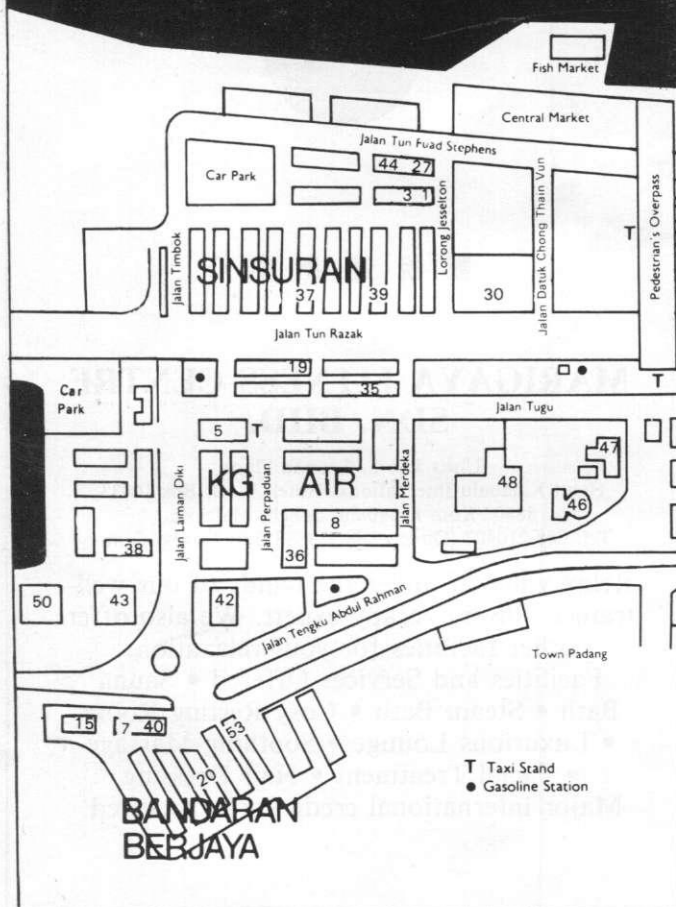 Fish Market
Central Market
Jalan Tun Fuad Stephens
Car Park
44 27
3 1
Lorong Jesselton
Jalan Datuk Chong Thain Vun
T
Pedestrian's Overpass
Jalan Timbok
SINSURAN
37
39
30
Jalan Tun Razak
19
35
T
Car
Park
Jalan Tugu
5
T
47
KG AIR
48
46
Jalan Laiman Diki
Jalan Perpaduan
Jalan Merdeka
8
38
36
50
43
42
Jalan Tengku Abdul Rahman
Town Padang
15
17 40
53
20
BANDARAN
BERJAYA
T Taxi Stand
● Gasoline Station